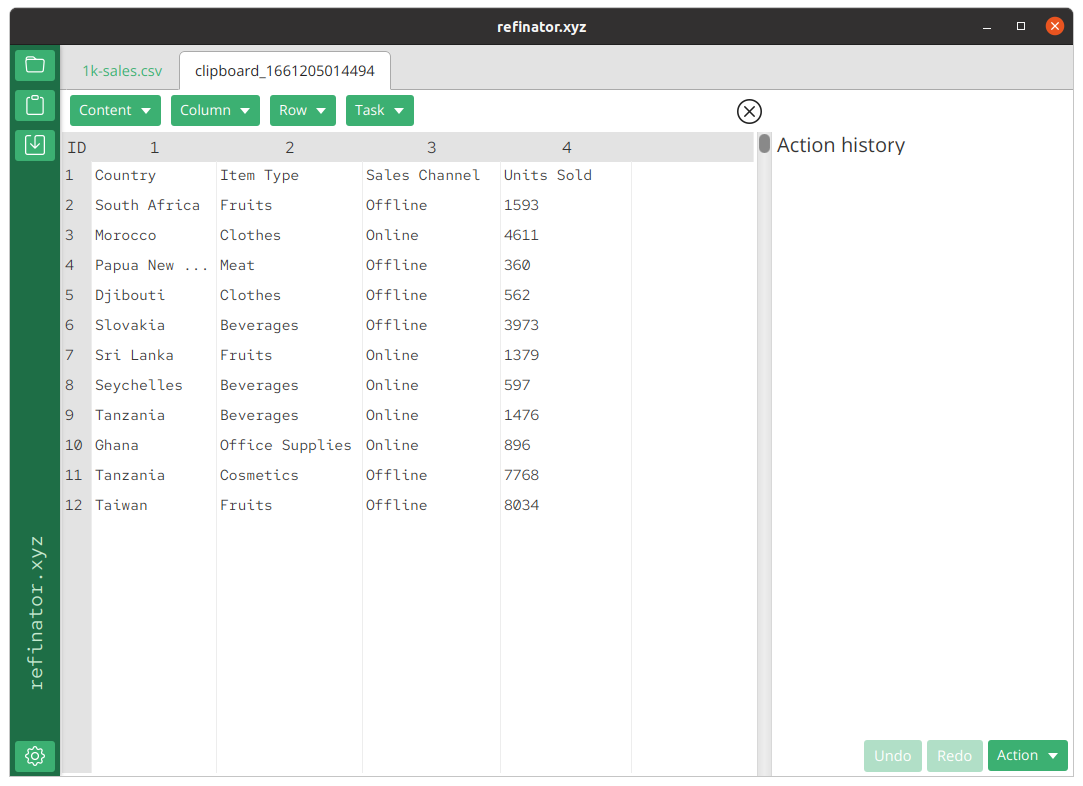 refinator.xyz
1k-sales.csv clipboard_1661205014494
Content Column Row Task
ID 1 2 3 4
1 Country Item Type Sales Channel Units Sold
2 South Africa Fruits Offline 1593
3 Morocco Clothes Online 4611
4 Papua New ... Meat Offline 360
5 Djibouti Clothes Offline 562
6 Slovakia Beverages Offline 3973
7 Sri Lanka Fruits Online 1379
8 Seychelles Beverages Online 597
9 Tanzania Beverages Online 1476
10 Ghana Office Supplies Online 896
11 Tanzania Cosmetics Offline 7768
12 Taiwan Fruits Offline 8034
Action history
refinator.xyz
Undo Redo Action